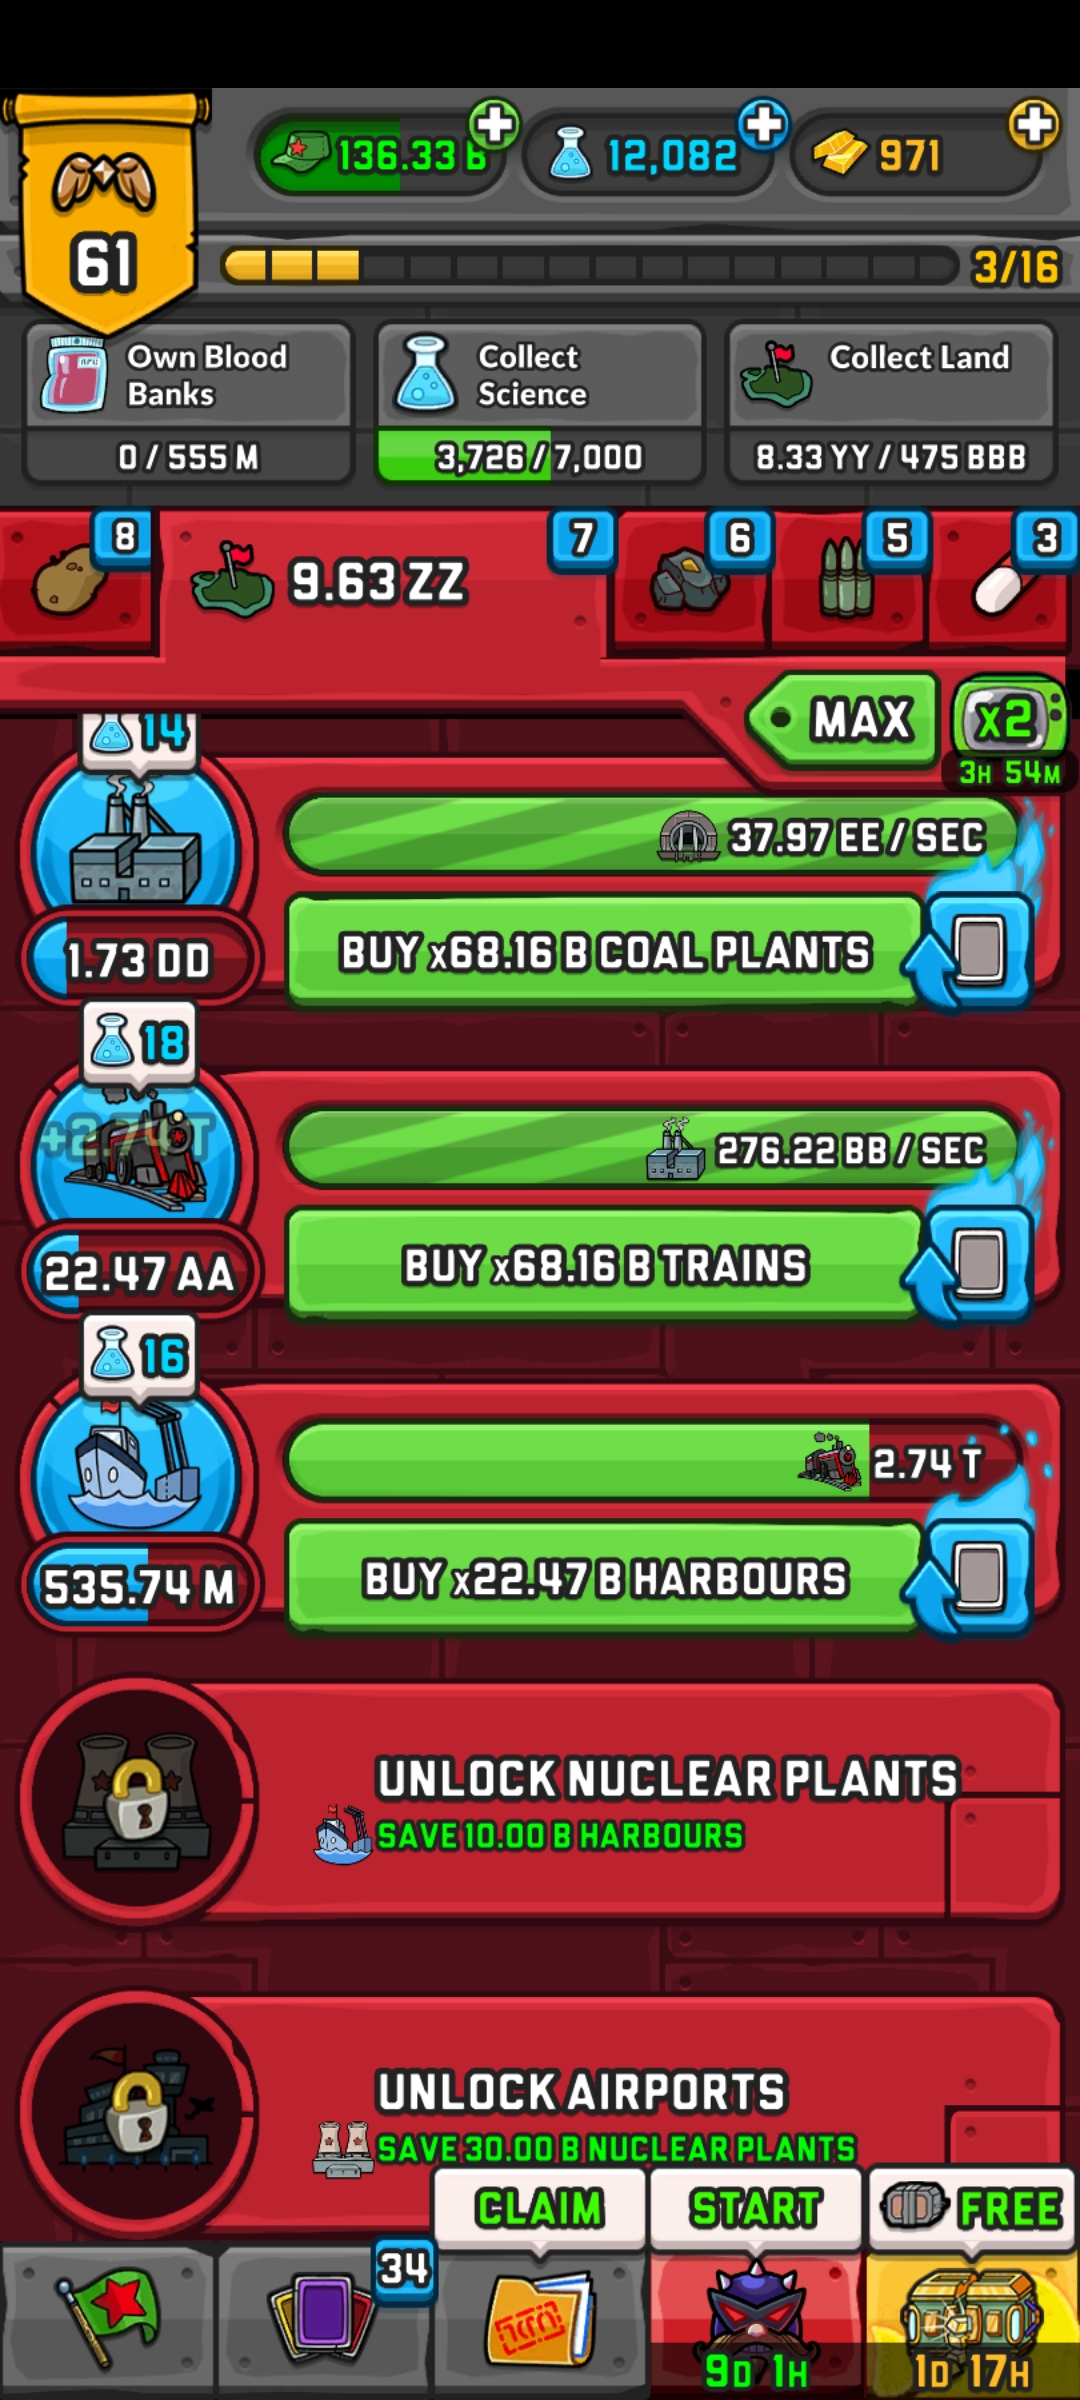 136.33 B
12,082
971
61
3/16
Own Blood
Banks
0 / 555 M
Collect
Science
3,726 / 7,000
Collect Land
8.33 YY / 475 BBB
8
9.63 ZZ
7
6
5
3
MAX
x2
3H 54M
14
37.97 EE / SEC
BUY x68.16 B COAL PLANTS
1.73 DD
18
+2.74T
276.22 BB / SEC
BUY x68.16 B TRAINS
22.47 AA
16
2.74 T
BUY x22.47 B HARBOURS
535.74 M
UNLOCK NUCLEAR PLANTS
SAVE 10.00 B HARBOURS
UNLOCK AIRPORTS
SAVE 30.00 B NUCLEAR PLANTS
CLAIM
START
FREE
34
9D 1H
1D 17H